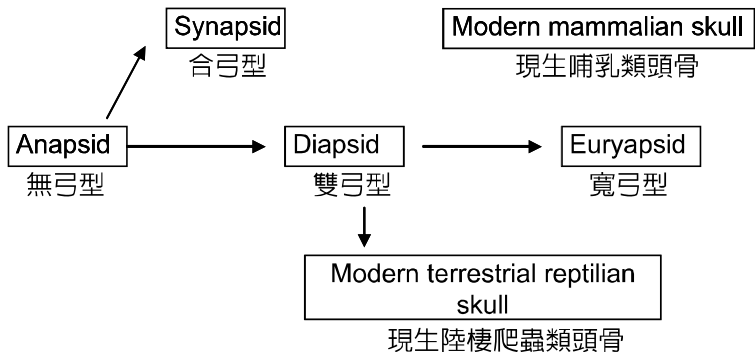 Synapsid
合弓型
Modern mammalian skull
現生哺乳類頭骨
Anapsid
無弓型
Diapsid
雙弓型
Euryapsid
寬弓型
Modern terrestrial reptilian
skull
現生陸棲爬蟲類頭骨